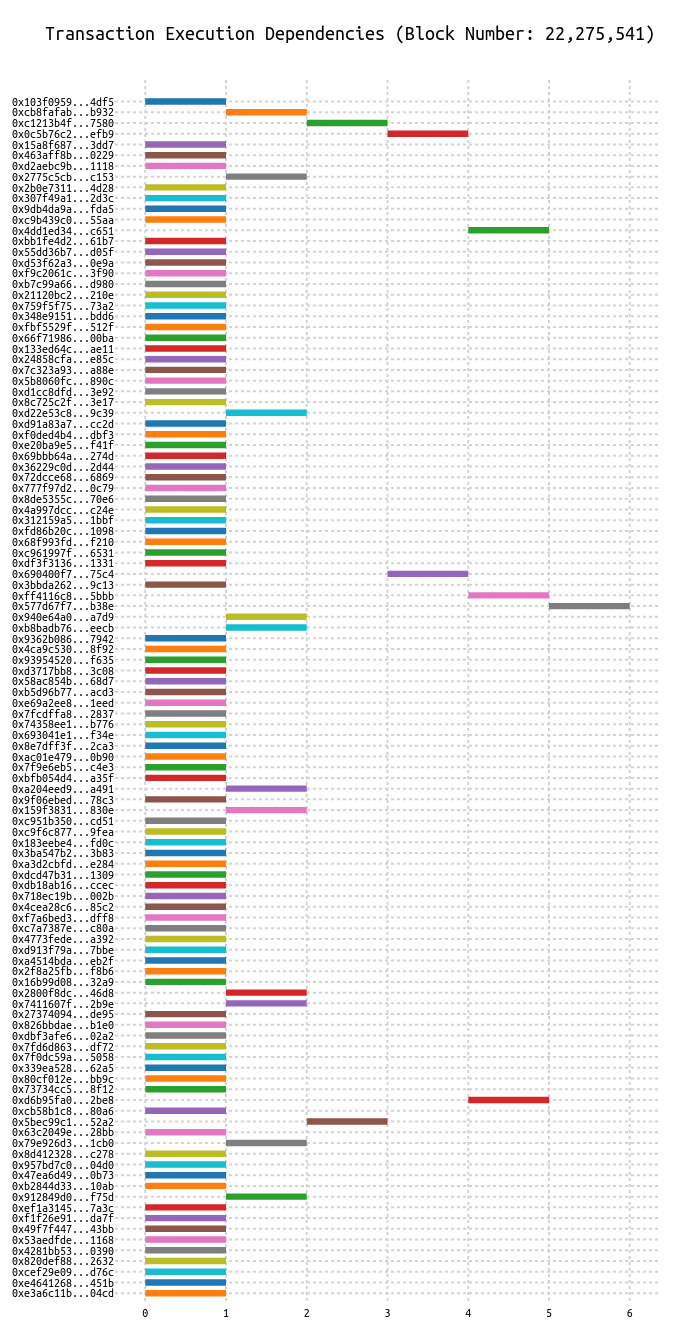 Transaction Execution Dependencies (Block Number: 22,275,541)
0x103f0959...4df5
0xcb8fafab...b932
0xc1213b4f...7580
0x0c5b76c2...efb9
0x15a8f687...3dd7
0x463aff8b...0229
0xd2aebc9b...1118
0x2775c5cb...c153
0x2b0e7311...4d28
0x307f49a1...2d3c
0x9db4da9a...fda5
0xc9b439c0...55aa
0x4dd1ed34...c651
0xbb1fe4d2...61b7
0x55dd36b7...d05f
0xd53f62a3...0e9a
0xf9c2061c...3f90
0xb7c99a66...d980
0x21120bc2...210e
0x759f5f75...73a2
0x348e9151...bdd6
0xfbf5529f...512f
0x66f71986...00ba
0x133ed64c...ae11
0x24858cfa...e85c
0x7c323a93...a88e
0x5b8060fc...890c
0xd1cc8dfd...3e92
0x8c725c2f...3e17
0xd22e53c8...9c39
0xd91a83a7...cc2d
0xf0ded4b4...dbf3
0xe20ba9e5...f41f
0x69bbb64a...274d
0x36229c0d...2d44
0x72dcce68...6869
0x777f97d2...0c79
0x8de5355c...70e6
0x4a997dcc...c24e
0x312159a5...1bbf
0xfd86b20c...1098
0x68f993fd...f210
0xc961997f...6531
0xdf3f3136...1331
0x690400f7...75c4
0x3bbda262...9c13
0xff4116c8...5bbb
0x577d67f7...b38e
0x940e64a0...a7d9
0xb8badb76...eecb
0x9362b086...7942
0x4ca9c530...8f92
0x93954520...f635
0xd3717bb8...3c08
0x58ac854b...68d7
0xb5d96b77...acd3
0xe69a2ee8...1eed
0x7fcdffa8...2837
0x74358ee1...b776
0x693041e1...f34e
0x8e7dff3f...2ca3
0xac01e479...0b90
0x7f9e6eb5...c4e3
0xbfb054d4...a35f
0xa204eed9...a491
0x9f06ebed...78c3
0x159f3831...830e
0xc951b350...cd51
0xc9f6c877...9fea
0x183eebe4...fd0c
0x3ba547b2...3b83
0xa3d2cbfd...e284
0xdcd47b31...1309
0xdb18ab16...ccec
0x718ec19b...002b
0x4cea28c6...85c2
0xf7a6bed3...dff8
0xc7a7387e...c80a
0x4773fede...a392
0xd913f79a...7bbe
0xa4514bda...eb2f
0x2f8a25fb...f8b6
0x16b99d08...32a9
0x2800f8dc...46d8
0x7411607f...2b9e
0x27374094...de95
0x826bbdae...b1e0
0xdbf3afe6...02a2
0x7fd6d863...df72
0x7f0dc59a...5058
0x339ea528...62a5
0x80cf012e...bb9c
0x73734cc5...8f12
0xd6b95fa0...2be8
0xcb58b1c8...80a6
0x5bec99c1...52a2
0x63c2049e...28bb
0x79e926d3...1cb0
0x8d412328...c278
0x957bd7c0...04d0
0x47ea6d49...0b73
0xb2844d33...10ab
0x912849d0...f75d
0xef1a3145...7a3c
0xf1f26e91...da7f
0x49f7f447...43bb
0x53aedfde...1168
0x4281bb53...0390
0x820def88...2632
0xcef29e09...d76c
0xe4641268...451b
0xe3a6c11b...04cd
0 1 2 3 4 5 6